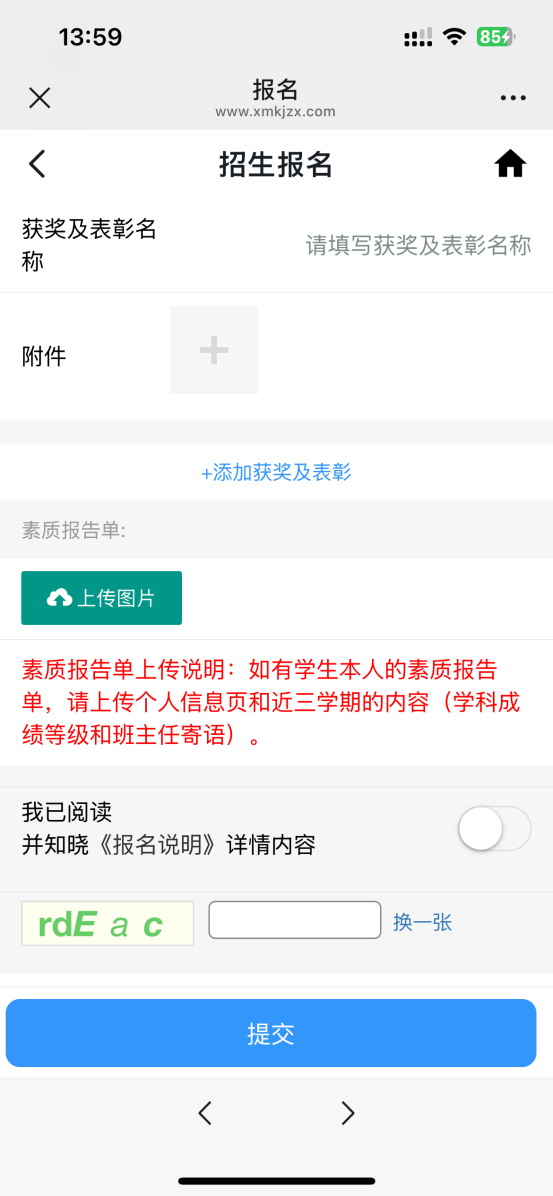 13:59
85
报名
www.xmkjzx.com
招生报名
获奖及表彰名
称
请填写获奖及表彰名称
附件
+添加获奖及表彰
素质报告单:
上传图片
素质报告单上传说明：如有学生本人的素质报告
单，请上传个人信息页和近三学期的内容（学科成
绩等级和班主任寄语）。
我已阅读
并知晓《报名说明》详情内容
rdEac
换一张
提交